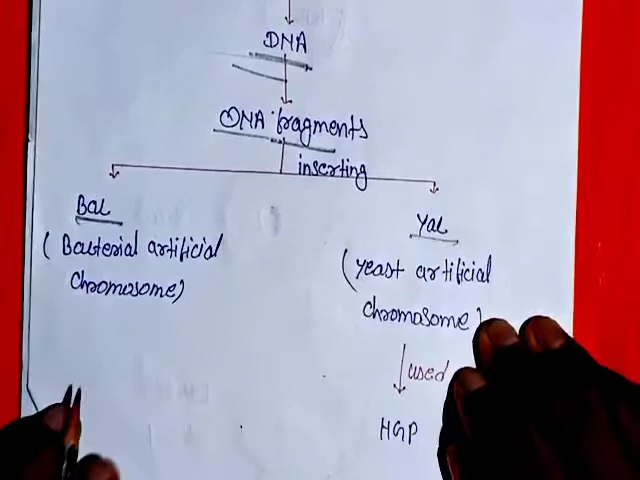 DNA
DNA fragments
inserting
BaC
(Bacterial artificial
chromosome)
YaC
(Yeast artificial
chromosome)
used
HGP